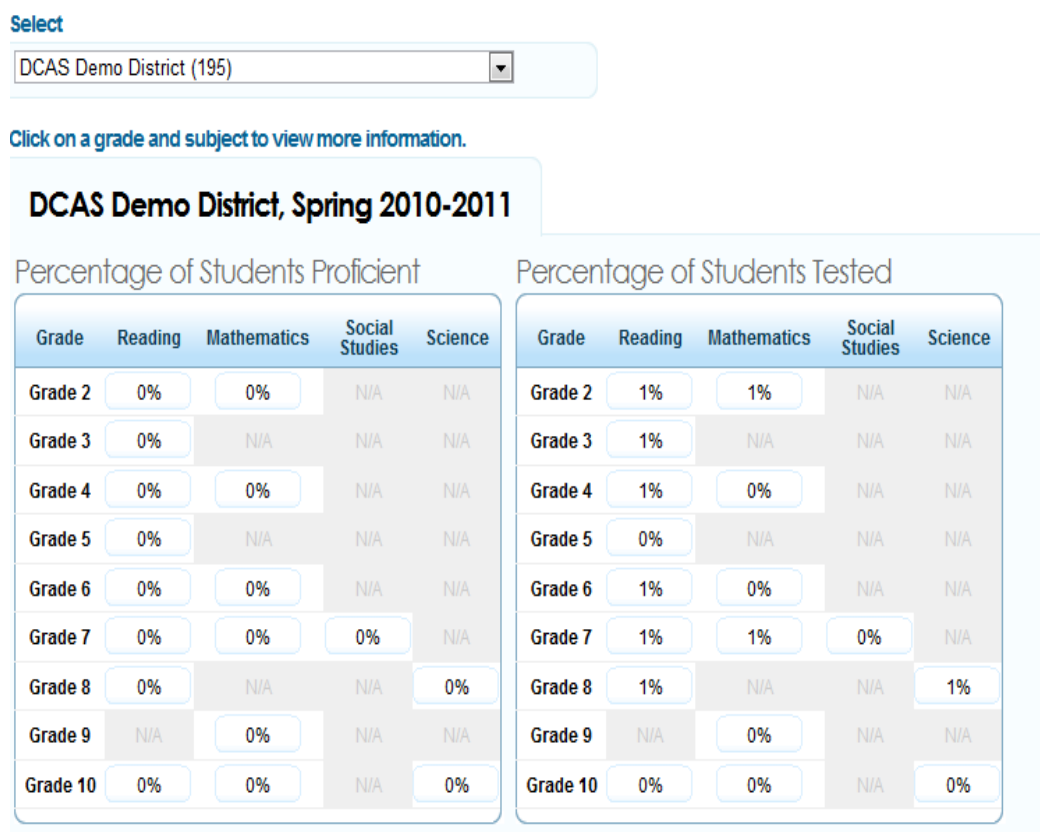 Select
DCAS Demo District (195)
Click on a grade and subject to view more information.
DCAS Demo District, Spring 2010-2011
Percentage of Students Proficient
Grade Reading Mathematics Social Studies Science
Grade 2 0% 0% N/A N/A
Grade 3 0% N/A N/A N/A
Grade 4 0% 0% N/A N/A
Grade 5 0% N/A N/A N/A
Grade 6 0% 0% N/A N/A
Grade 7 0% 0% 0% N/A
Grade 8 0% N/A N/A 0%
Grade 9 N/A 0% N/A N/A
Grade 10 0% 0% N/A 0%
Percentage of Students Tested
Grade Reading Mathematics Social Studies Science
Grade 2 1% 1% N/A N/A
Grade 3 1% N/A N/A N/A
Grade 4 1% 0% N/A N/A
Grade 5 0% N/A N/A N/A
Grade 6 1% 0% N/A N/A
Grade 7 1% 1% 0% N/A
Grade 8 1% N/A N/A 1%
Grade 9 N/A 0% N/A N/A
Grade 10 0% 0% N/A 0%